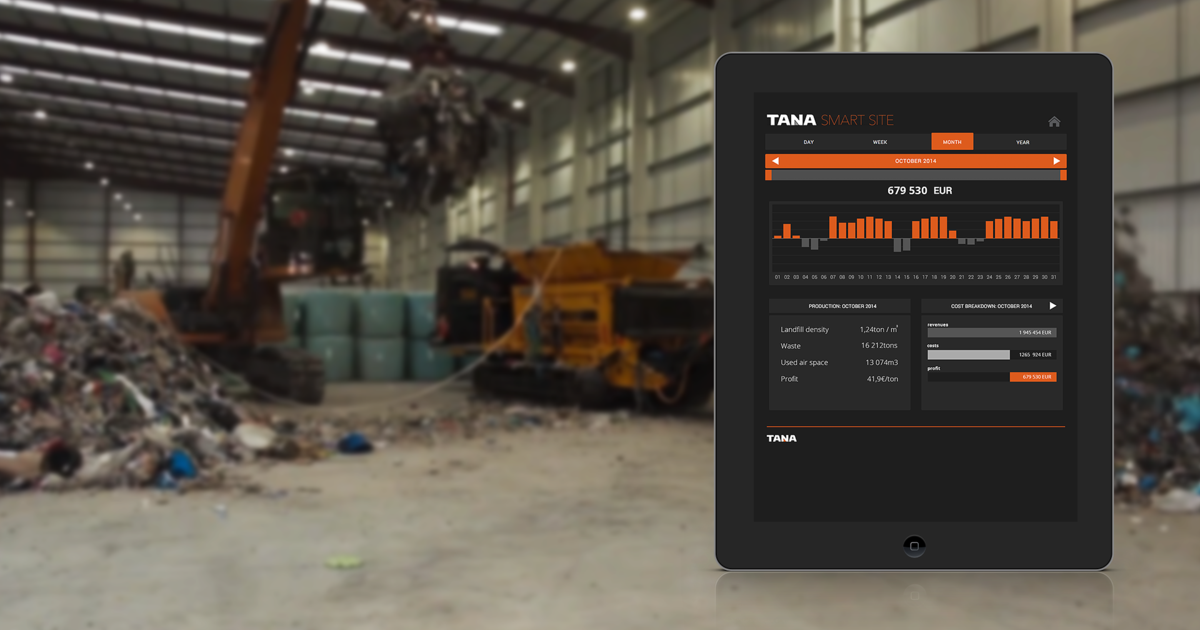 TANA SMART SITE
DAY WEEK MONTH YEAR
OCTOBER 2014
679 530 EUR
01 02 03 04 05 06 07 08 09 10 11 12 13 14 15 16 17 18 19 20 21 22 23 24 25 26 27 28 29 30 31
PRODUCTION: OCTOBER 2014
Landfill density 1,24ton / m³
Waste 16 212tons
Used air space 13 074m3
Profit 41,9€/ton
COST BREAKDOWN: OCTOBER 2014
revenues
1 945 454 EUR
costs
1265 924 EUR
profit
679 530 EUR
TANA